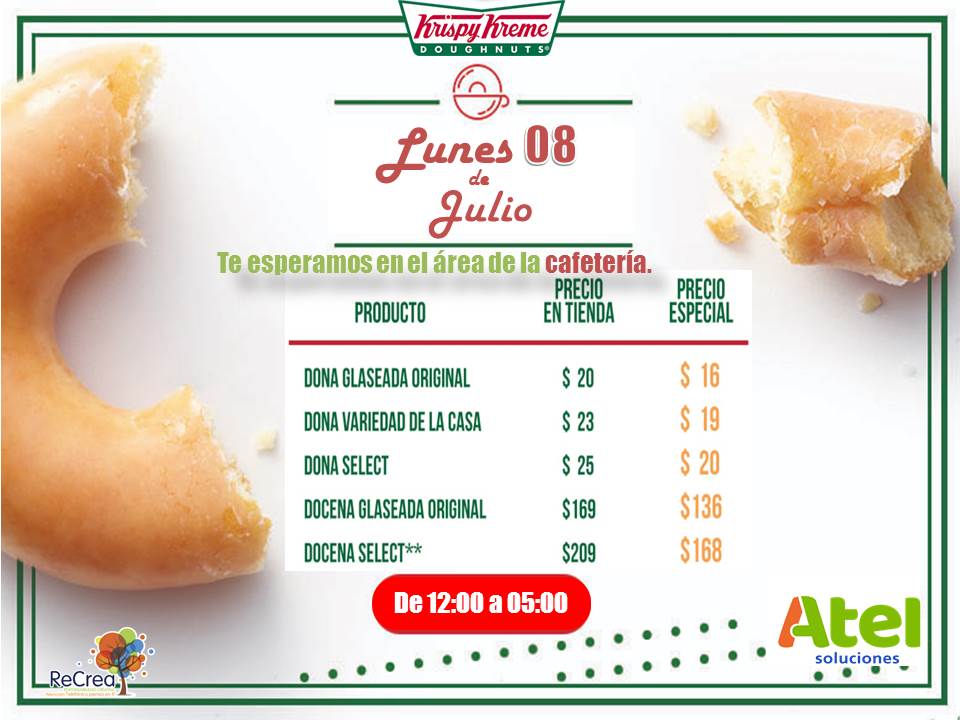 Krispy Kreme
DOUGHNUTS
Lunes 08
de
Julio
Te esperamos en el área de la cafetería.
PRODUCTO PRECIO EN TIENDA PRECIO ESPECIAL
DONA GLASEADA ORIGINAL $ 20 $ 16
DONA VARIEDAD DE LA CASA $ 23 $ 19
DONA SELECT $ 25 $ 20
DOCENA GLASEADA ORIGINAL $169 $136
DOCENA SELECT** $209 $168
De 12:00 a 05:00
ReCrea
Atel
soluciones